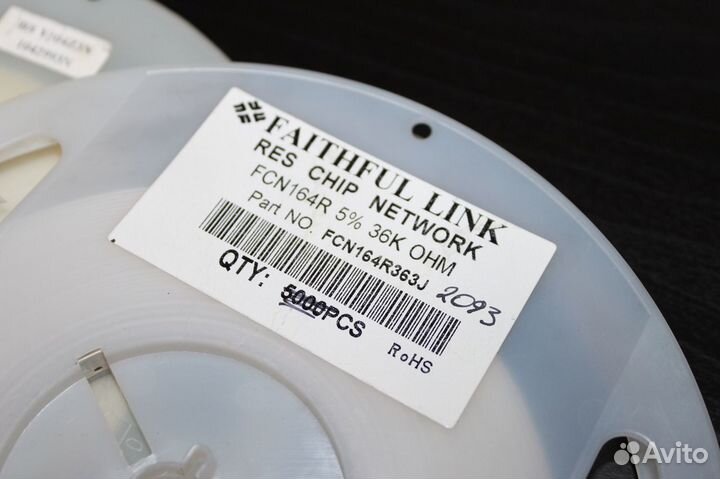 FAITHFUL LINK
RES CHIP NETWORK
FCN164R 5% 36K OHM
Part NO. FCN164R363J
2093
QTY: 5000PCS
RoHS
Avito